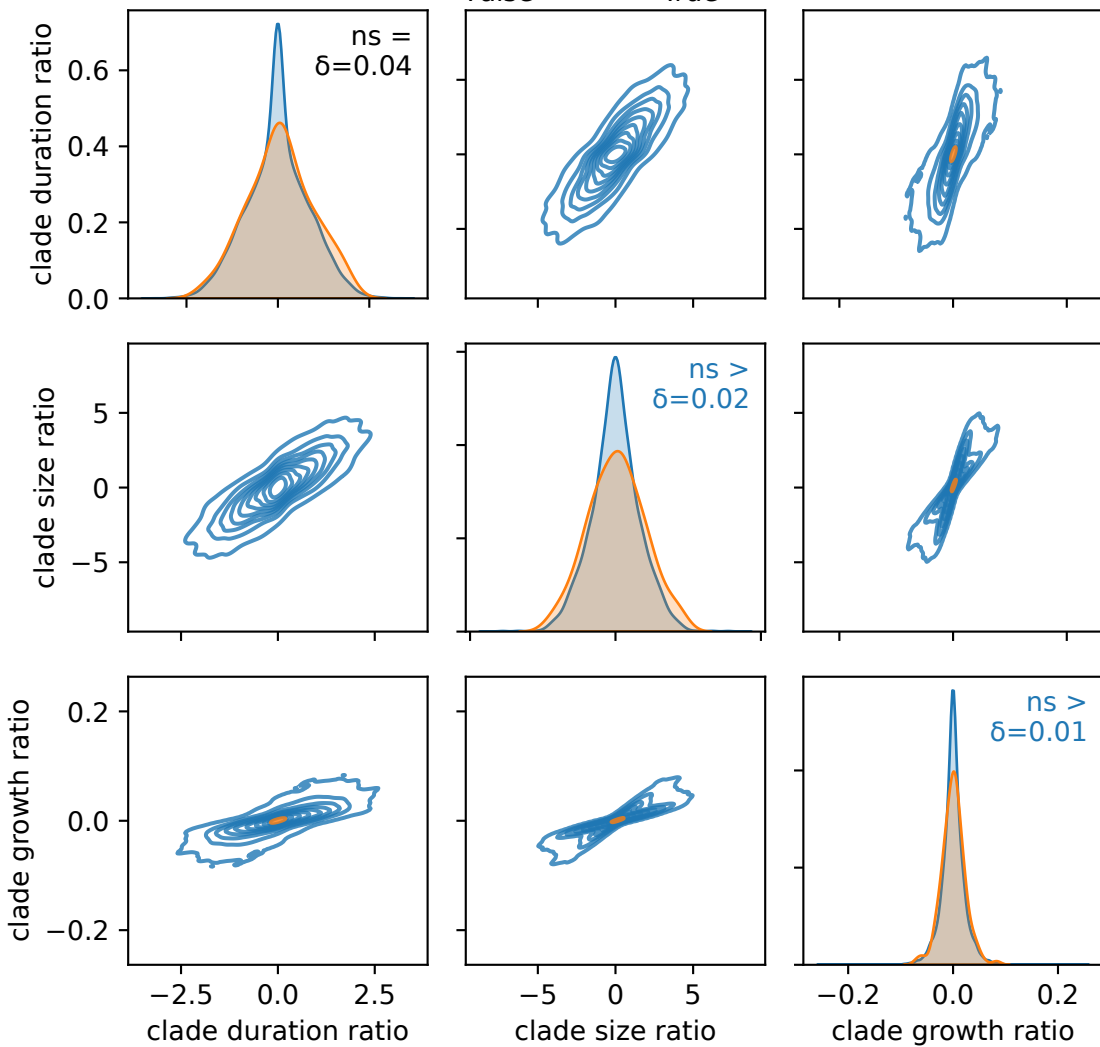 clade duration ratio
0.6
0.4
0.2
0.0
ns =
δ=0.04
clade size ratio
5
0
−5
ns >
δ=0.02
clade growth ratio
0.2
0.0
−0.2
ns >
δ=0.01
−2.5 0.0 2.5
−5 0 5
−0.2 0.0 0.2
clade duration ratio
clade size ratio
clade growth ratio